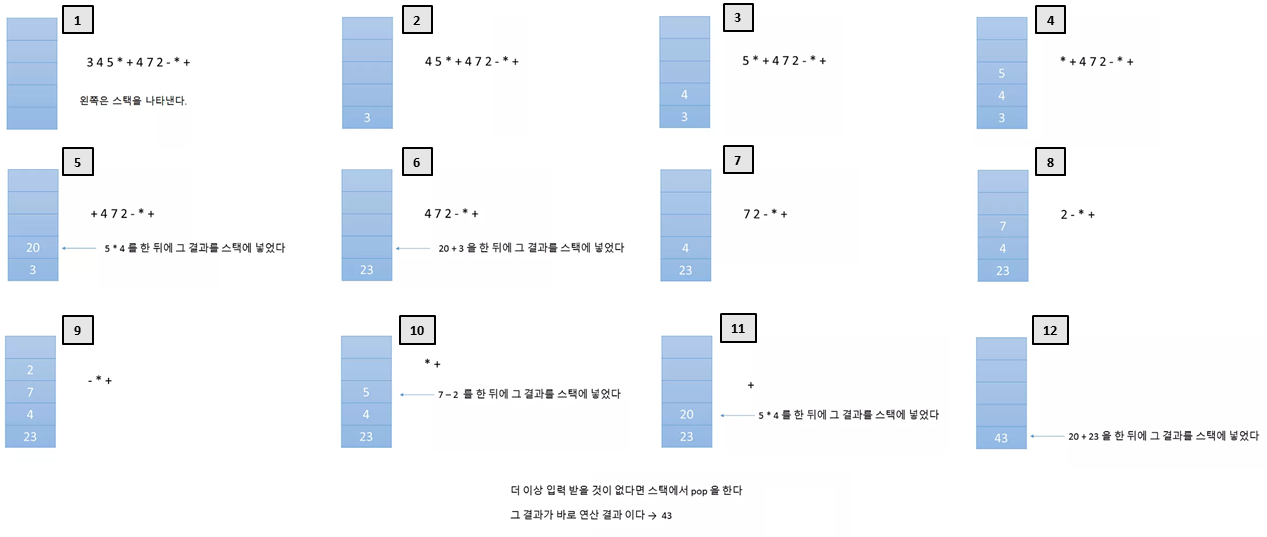 1
3 4 5 * + 4 7 2 - * +
왼쪽은 스택을 나타낸다.
2
4 5 * + 4 7 2 - * +
3
3
5 * + 4 7 2 - * +
4
3
4
* + 4 7 2 - * +
5
4
3
5
+ 4 7 2 - * +
20
5 * 4 를 한 뒤에 그 결과를 스택에 넣었다
3
6
4 7 2 - * +
20 + 3 을 한 뒤에 그 결과를 스택에 넣었다
23
7
7 2 - * +
4
23
8
2 - * +
7
4
23
9
2
- * +
7
4
23
10
* +
5
7 – 2 를 한 뒤에 그 결과를 스택에 넣었다
4
23
11
+
20
5 * 4 를 한 뒤에 그 결과를 스택에 넣었다
23
12
43
20 + 23 을 한 뒤에 그 결과를 스택에 넣었다
더 이상 입력 받을 것이 없다면 스택에서 pop 을 한다
그 결과가 바로 연산 결과 이다 → 43